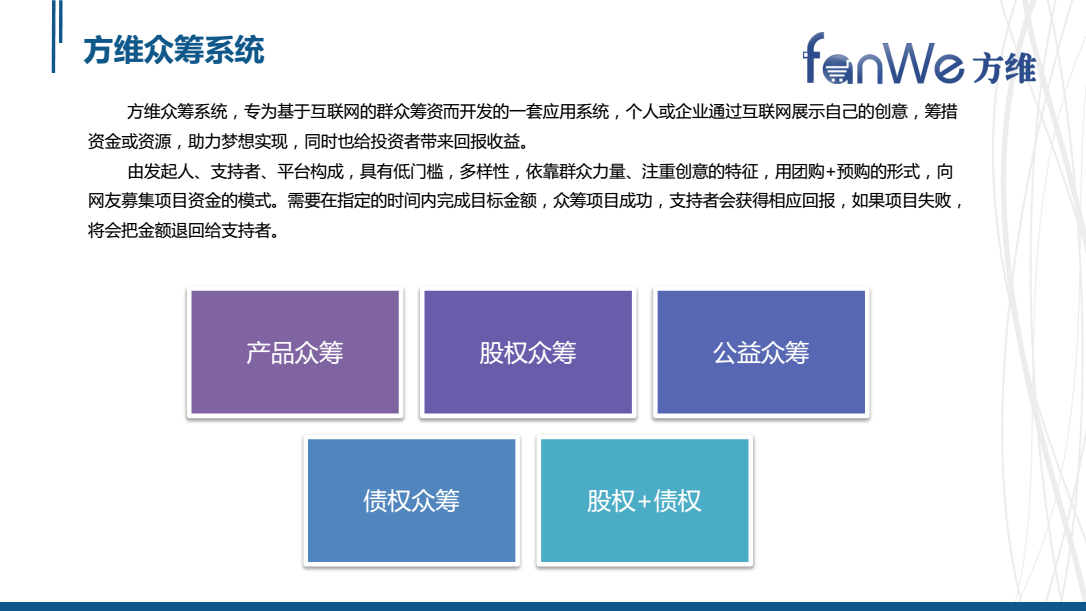 方维众筹系统
fanWe 方维
方维众筹系统，专为基于互联网的群众筹资而开发的一套应用系统，个人或企业通过互联网展示自己的创意，筹措
资金或资源，助力梦想实现，同时也给投资者带来回报收益。
由发起人、支持者、平台构成，具有低门槛，多样性，依靠群众力量、注重创意的特征，用团购+预购的形式，向
网友募集项目资金的模式。需要在指定的时间内完成目标金额，众筹项目成功，支持者会获得相应回报，如果项目失败，
将会把金额退回给支持者。
产品众筹
股权众筹
公益众筹
债权众筹
股权+债权